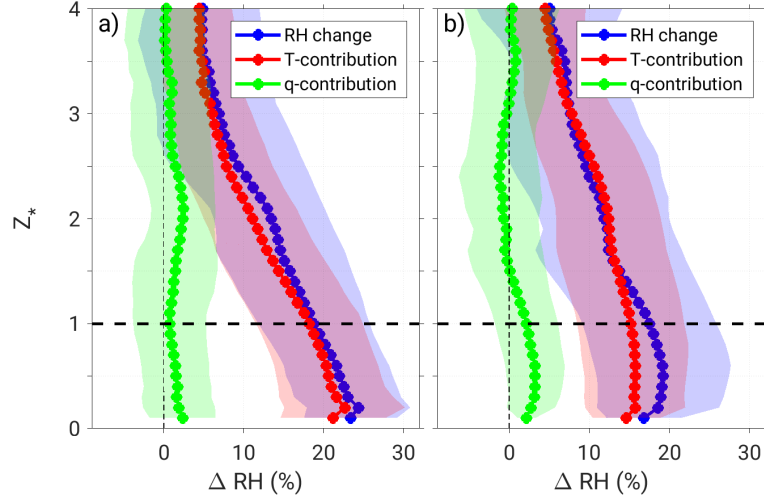 a)
RH change
T-contribution
q-contribution
b)
RH change
T-contribution
q-contribution
4
3
2
1
0
Z*
0 10 20 30
0 10 20 30
Δ RH (%)
Δ RH (%)